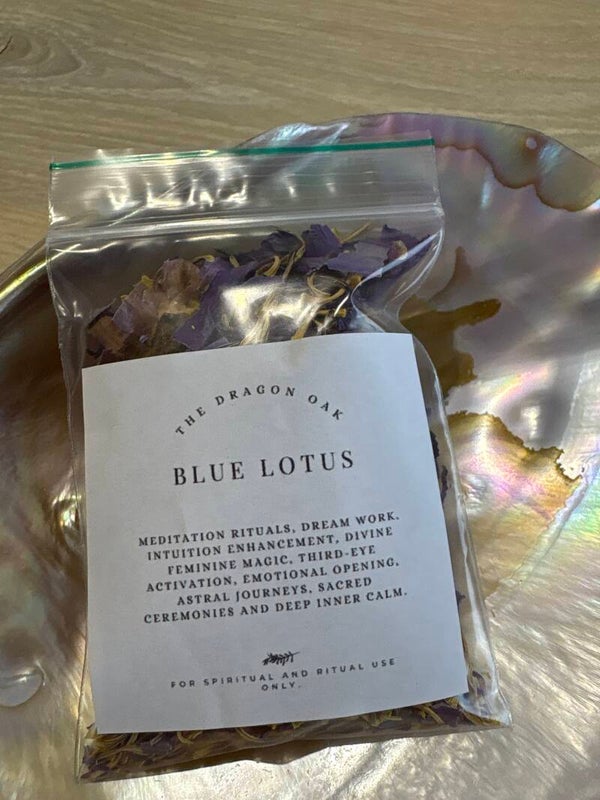 THE DRAGON OAK
BLUE LOTUS
MEDITATION RITUALS, DREAM WORK,
INTUITION ENHANCEMENT, DIVINE
FEMININE MAGIC, THIRD-EYE
ACTIVATION, EMOTIONAL OPENING,
ASTRAL JOURNEYS, SACRED
CEREMONIES AND DEEP INNER CALM.
FOR SPIRITUAL AND RITUAL USE
ONLY.